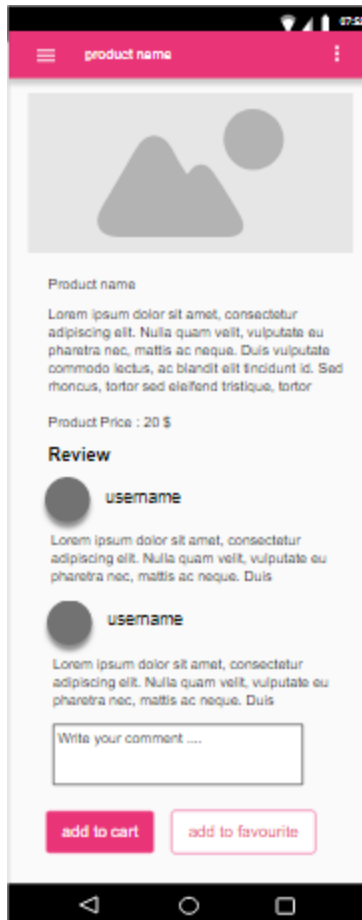 07:52
product name
Product name
Lorem ipsum dolor sit amet, consectetur
adipiscing elit. Nulla quam velit, vulputate eu
pharetra nec, mattis ac neque. Duis vulputate
commodo lectus, ac blandit elit tincidunt id. Sed
rhoncus, tortor sed eleifend tristique, tortor
Product Price : 20 $
Review
username
Lorem ipsum dolor sit amet, consectetur
adipiscing elit. Nulla quam velit, vulputate eu
pharetra nec, mattis ac neque. Duis
username
Lorem ipsum dolor sit amet, consectetur
adipiscing elit. Nulla quam velit, vulputate eu
pharetra nec, mattis ac neque. Duis
Write your comment ....
add to cart
add to favourite